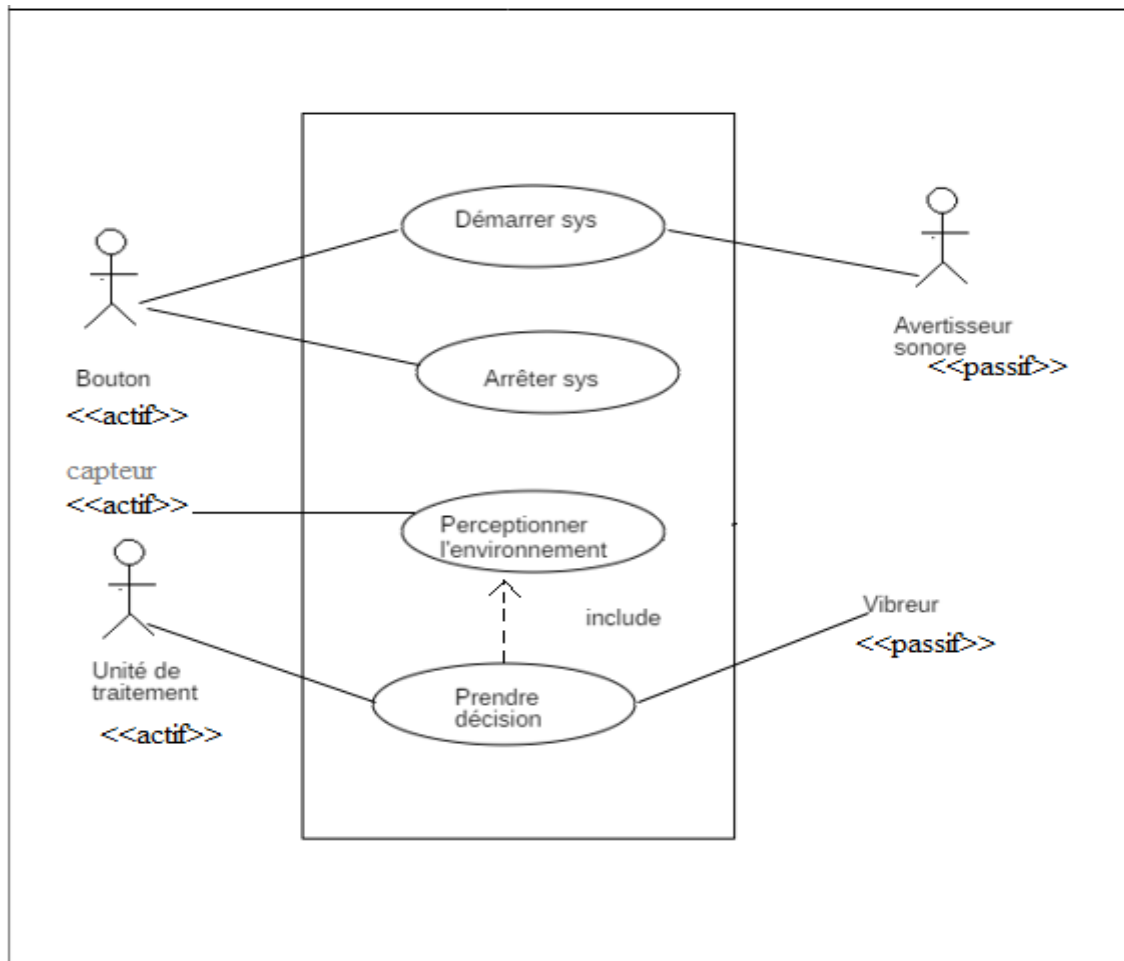 Démarrer sys
Avertisseur
sonore
<<passif>>
Bouton
<<actif>>
Arrêter sys
capteur
<<actif>>
Perceptionner
l'environnement
include
Vibreur
<<passif>>
Unité de
traitement
<<actif>>
Prendre
décision